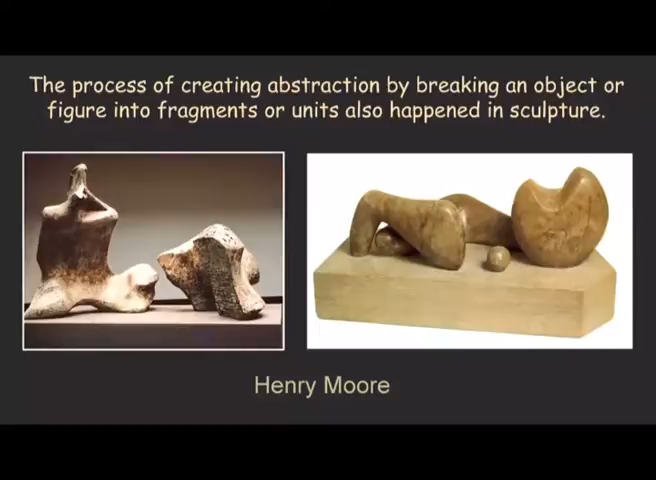 The process of creating abstraction by breaking an object or
figure into fragments or units also happened in sculpture.
Henry Moore